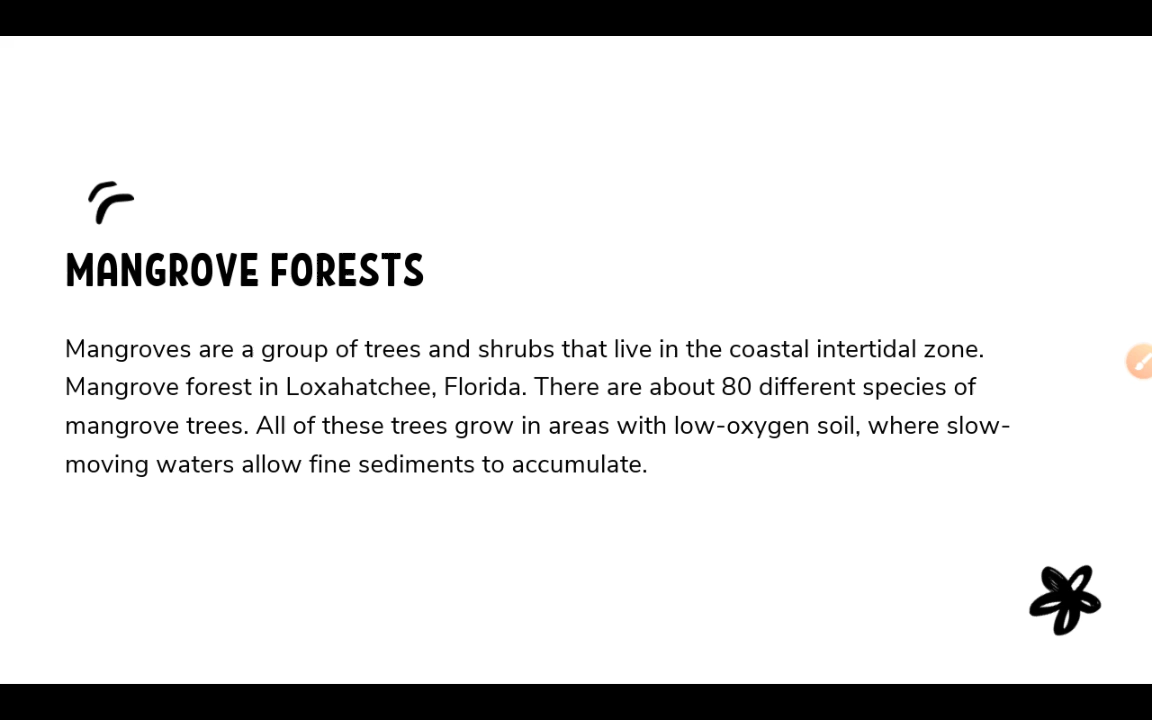 MANGROVE FORESTS
Mangroves are a group of trees and shrubs that live in the coastal intertidal zone.
Mangrove forest in Loxahatchee, Florida. There are about 80 different species of
mangrove trees. All of these trees grow in areas with low-oxygen soil, where slow-
moving waters allow fine sediments to accumulate.